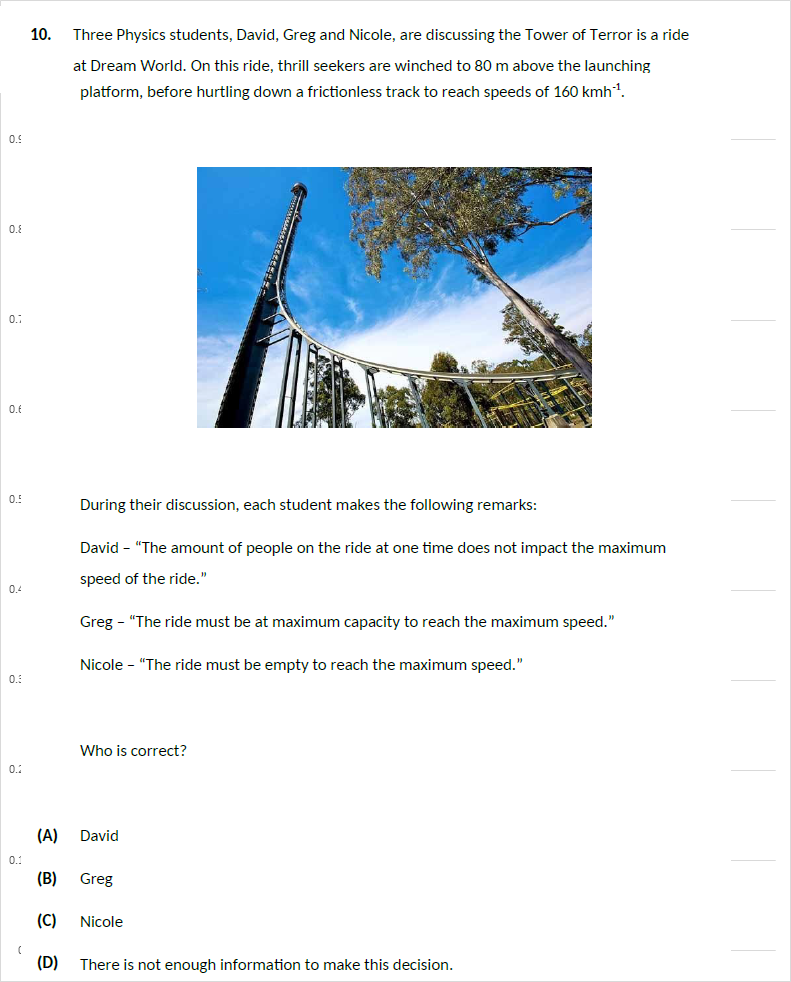 10. Three Physics students, David, Greg and Nicole, are discussing the Tower of Terror is a ride
at Dream World. On this ride, thrill seekers are winched to 80 m above the launching
platform, before hurtling down a frictionless track to reach speeds of 160 kmh⁻¹.
During their discussion, each student makes the following remarks:
David – “The amount of people on the ride at one time does not impact the maximum
speed of the ride.”
Greg – “The ride must be at maximum capacity to reach the maximum speed.”
Nicole – “The ride must be empty to reach the maximum speed.”
Who is correct?
(A) David
(B) Greg
(C) Nicole
(D) There is not enough information to make this decision.